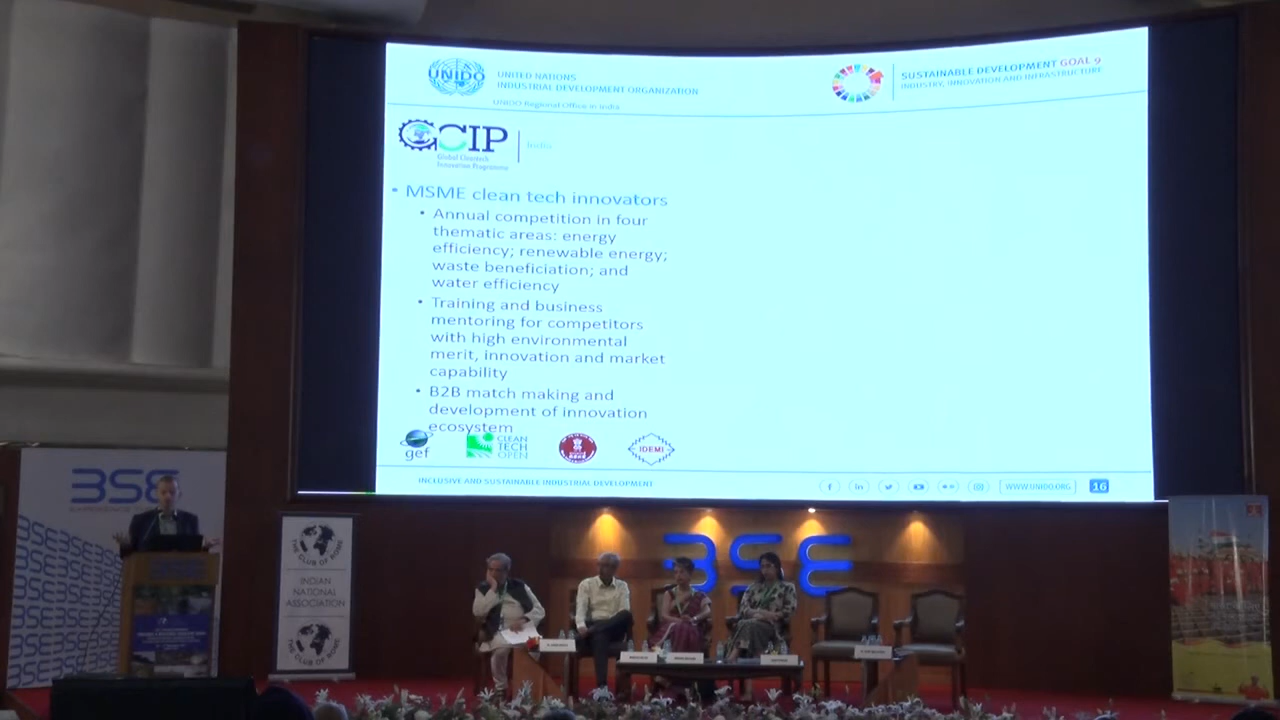 UNIDO
UNITED NATIONS
INDUSTRIAL DEVELOPMENT ORGANIZATION
UNIDO Regional Office in India
SUSTAINABLE DEVELOPMENT GOAL 9
INDUSTRY, INNOVATION AND INFRASTRUCTURE
GCIP
Global Cleantech
Innovation Programme
India
• MSME clean tech innovators
• Annual competition in four
thematic areas: energy
efficiency; renewable energy;
waste beneficiation; and
water efficiency
• Training and business
mentoring for competitors
with high environmental
merit, innovation and market
capability
• B2B match making and
development of innovation
ecosystem
gef
CLEAN
TECH
OPEN
IDEMI
INCLUSIVE AND SUSTAINABLE INDUSTRIAL DEVELOPMENT
WWW.UNIDO.ORG
16
BSE
BSE
THE CLUB OF ROME
INDIAN
NATIONAL
ASSOCIATION
THE CLUB OF ROME
BSE